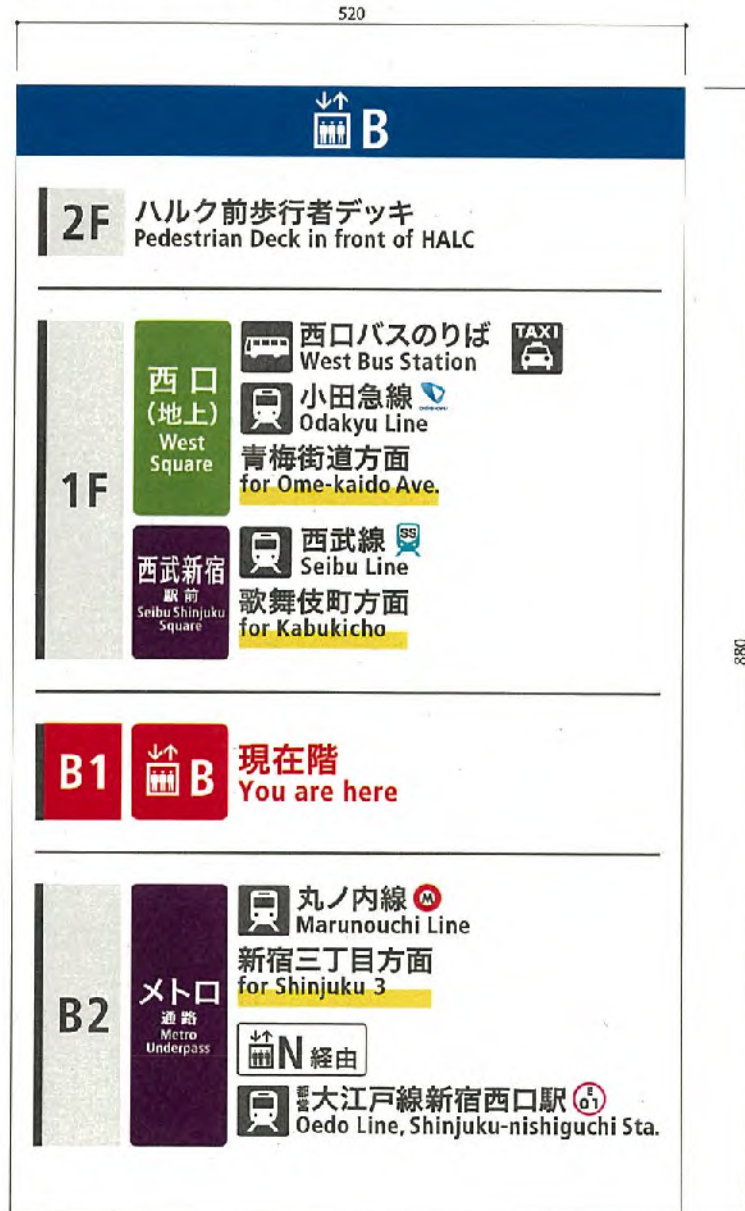 520
B
2F
ハルク前歩行者デッキ
Pedestrian Deck in front of HALC
1F
西口
(地上)
West
Square
西口バスのりば
West Bus Station
TAXI
小田急線
Odakyu Line
青梅街道方面
for Ome-kaido Ave.
西武新宿
駅前
Seibu Shinjuku
Square
西武線 SS
Seibu Line
歌舞伎町方面
for Kabukicho
880
B1
B
現在階
You are here
B2
メトロ
通路
Metro
Underpass
丸ノ内線 M
Marunouchi Line
新宿三丁目方面
for Shinjuku 3
N 経由
都営大江戸線新宿西口駅 E 01
Oedo Line, Shinjuku-nishiguchi Sta.